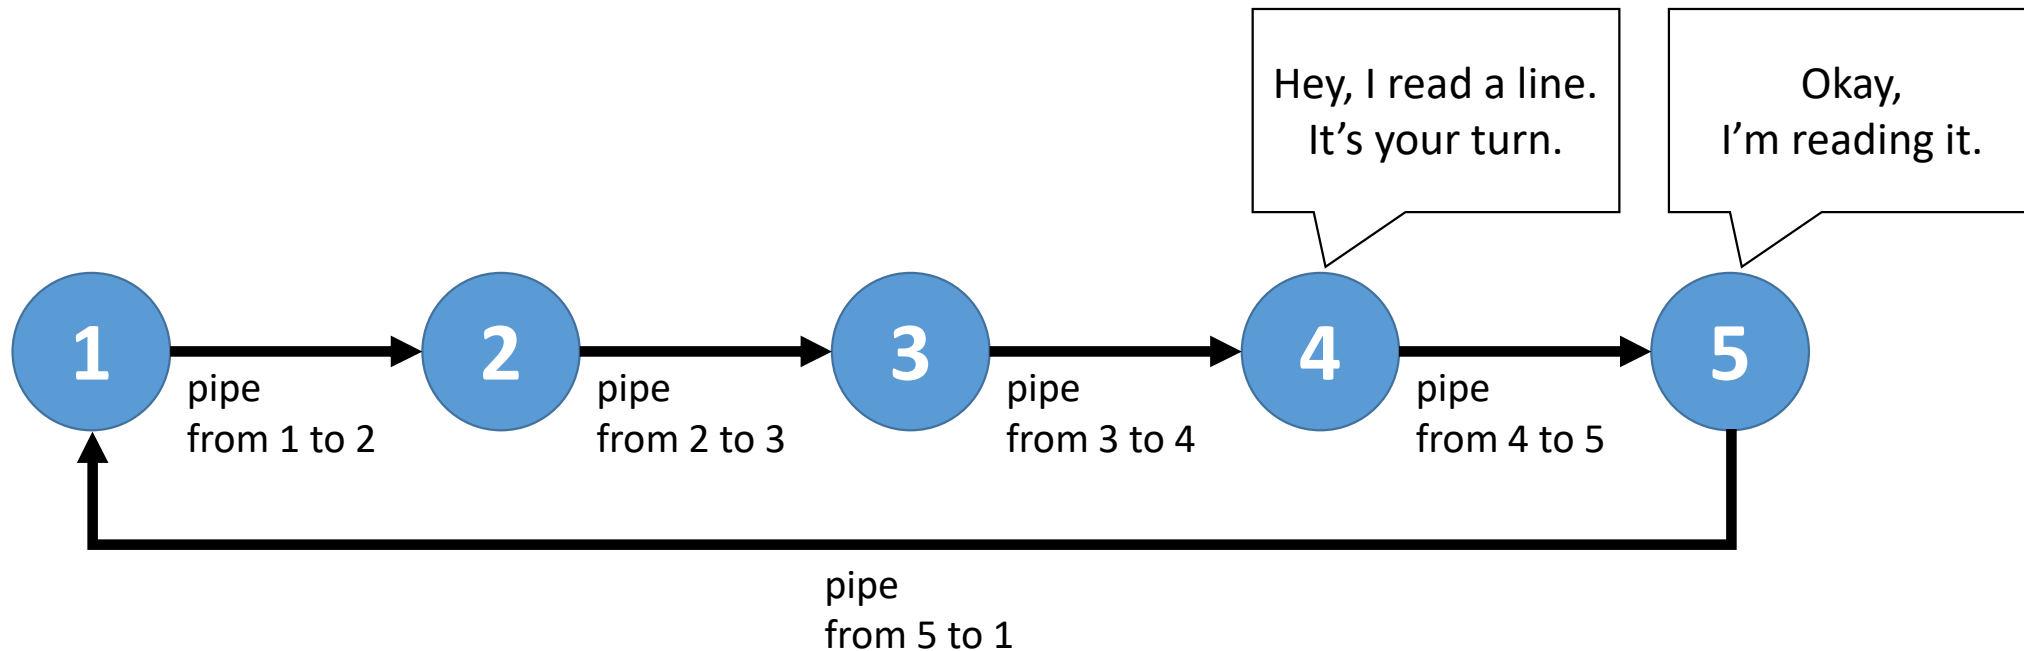 Hey, I read a line.
It’s your turn.
Okay,
I’m reading it.
1
2
3
4
5
pipe
from 1 to 2
pipe
from 2 to 3
pipe
from 3 to 4
pipe
from 4 to 5
pipe
from 5 to 1